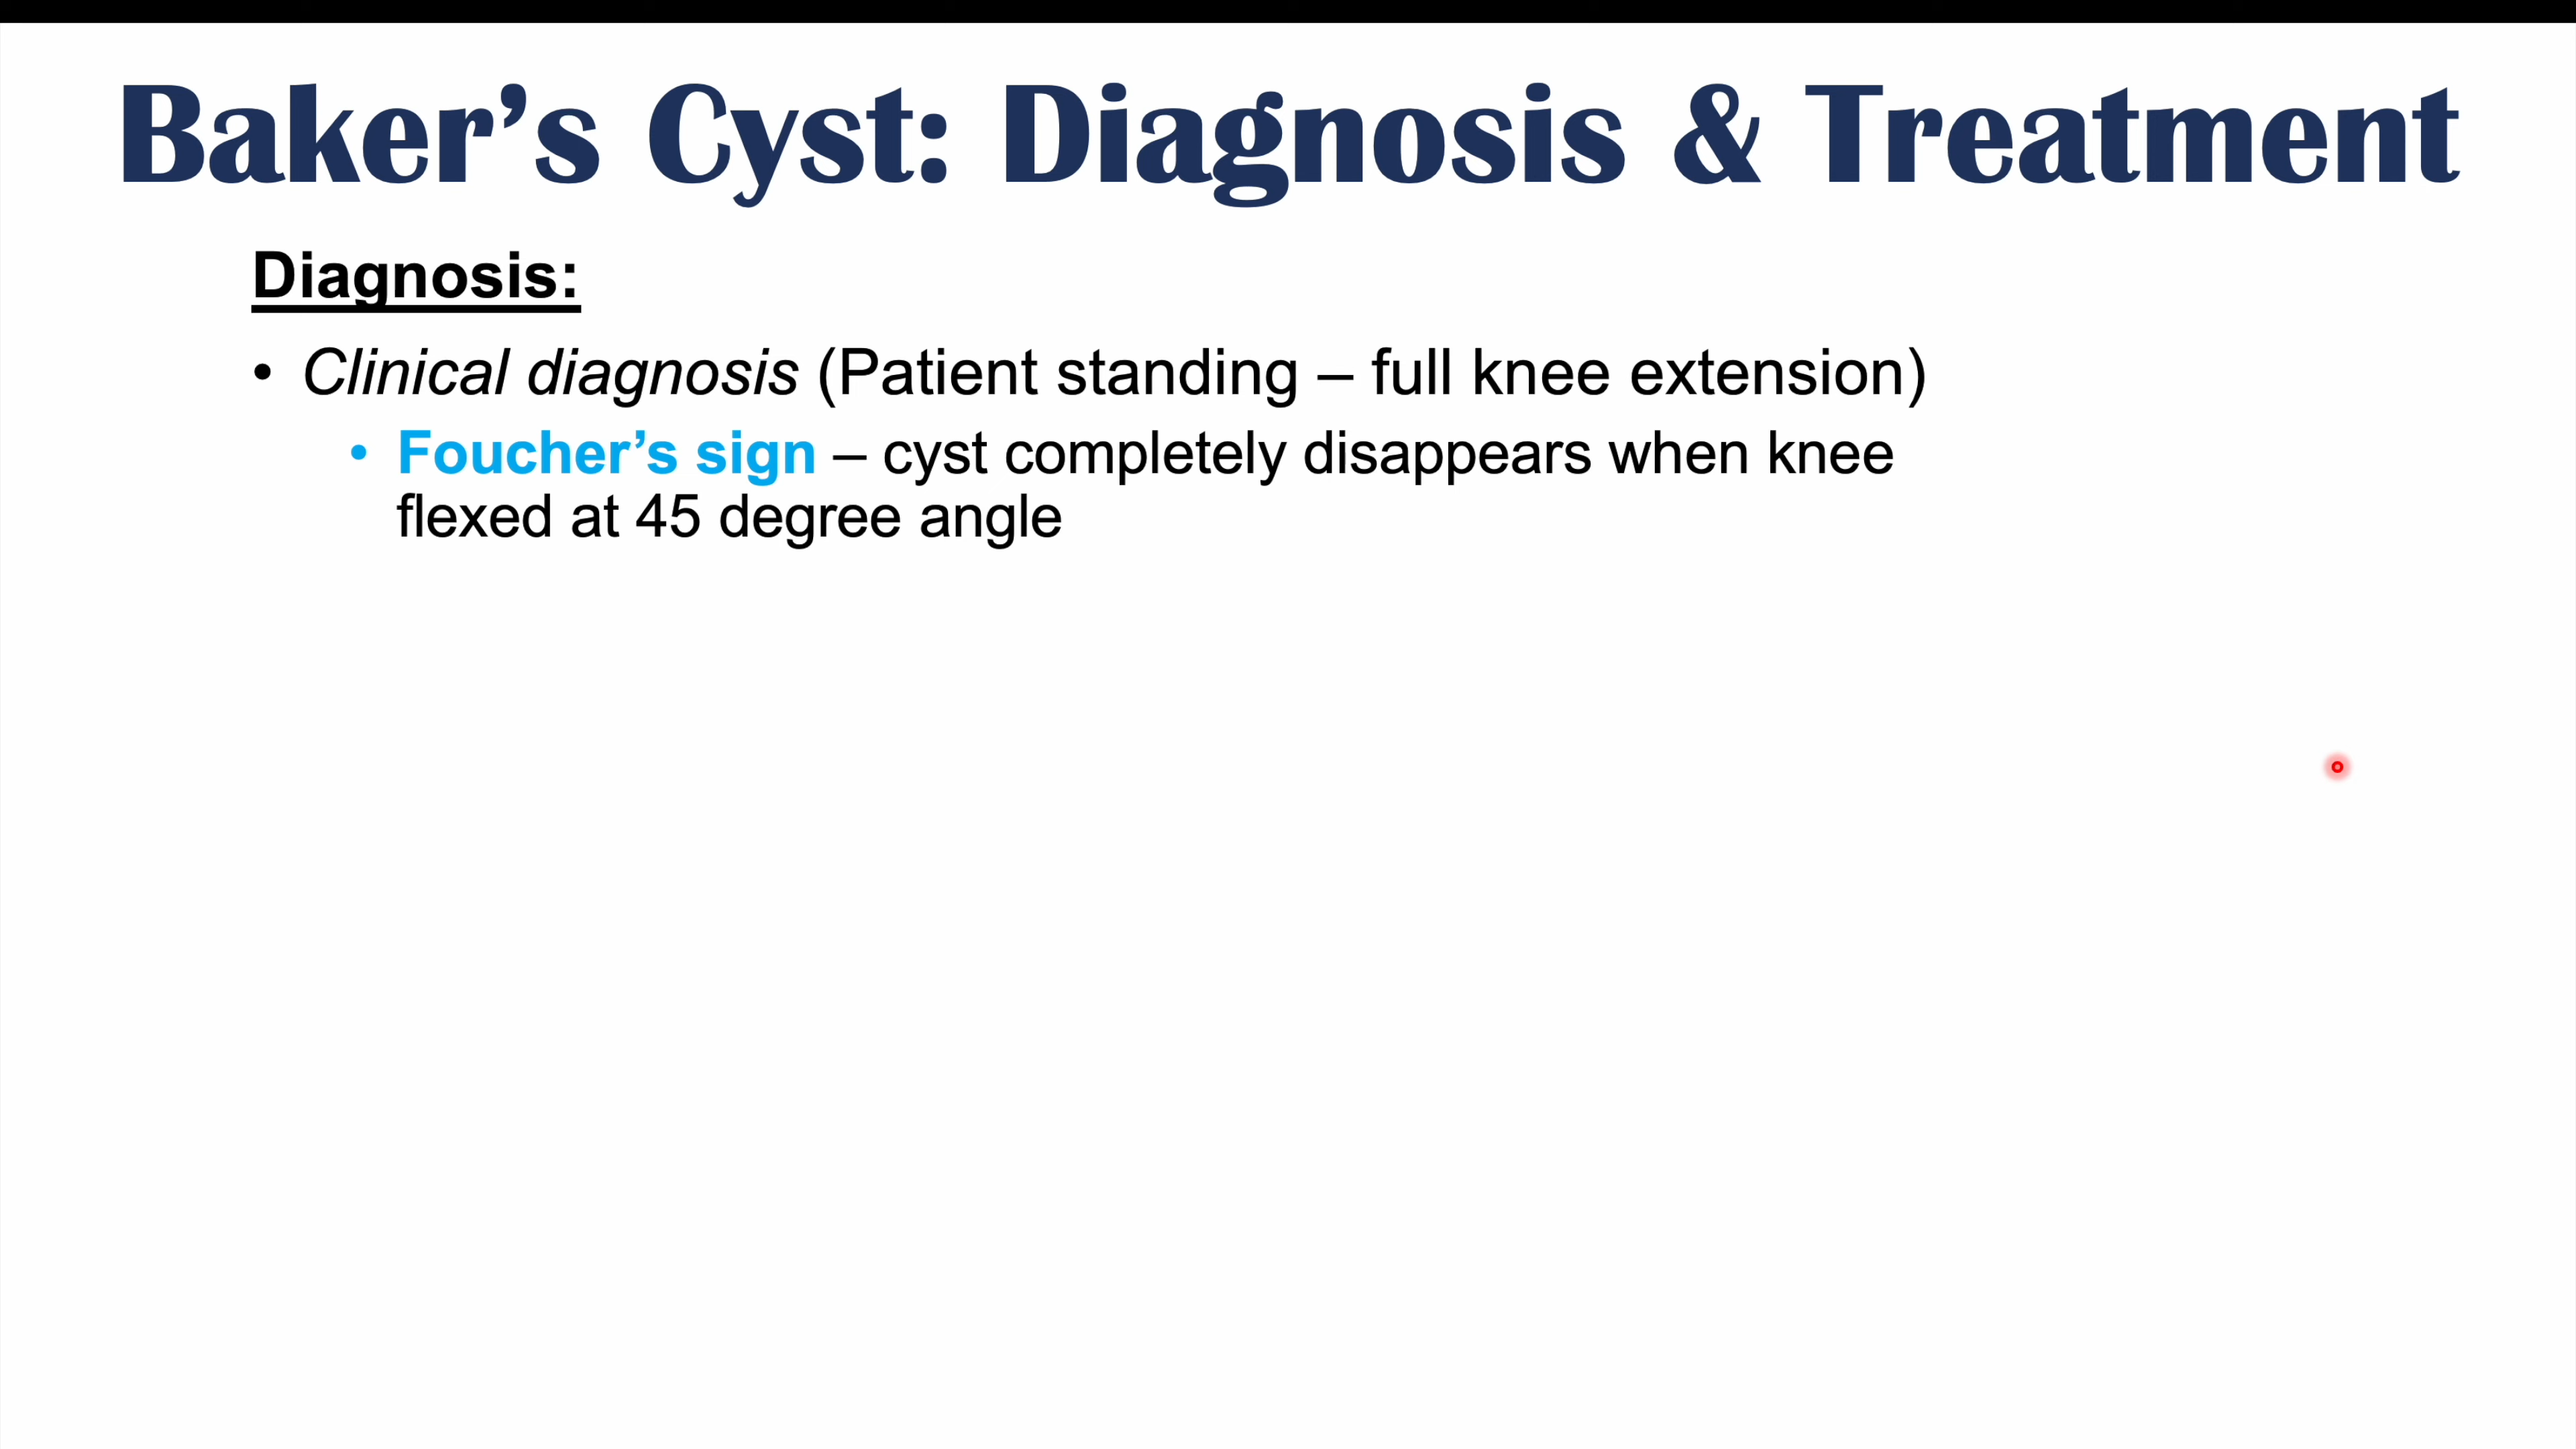 Baker’s Cyst: Diagnosis & Treatment
Diagnosis:
• Clinical diagnosis (Patient standing – full knee extension)
• Foucher’s sign – cyst completely disappears when knee
flexed at 45 degree angle